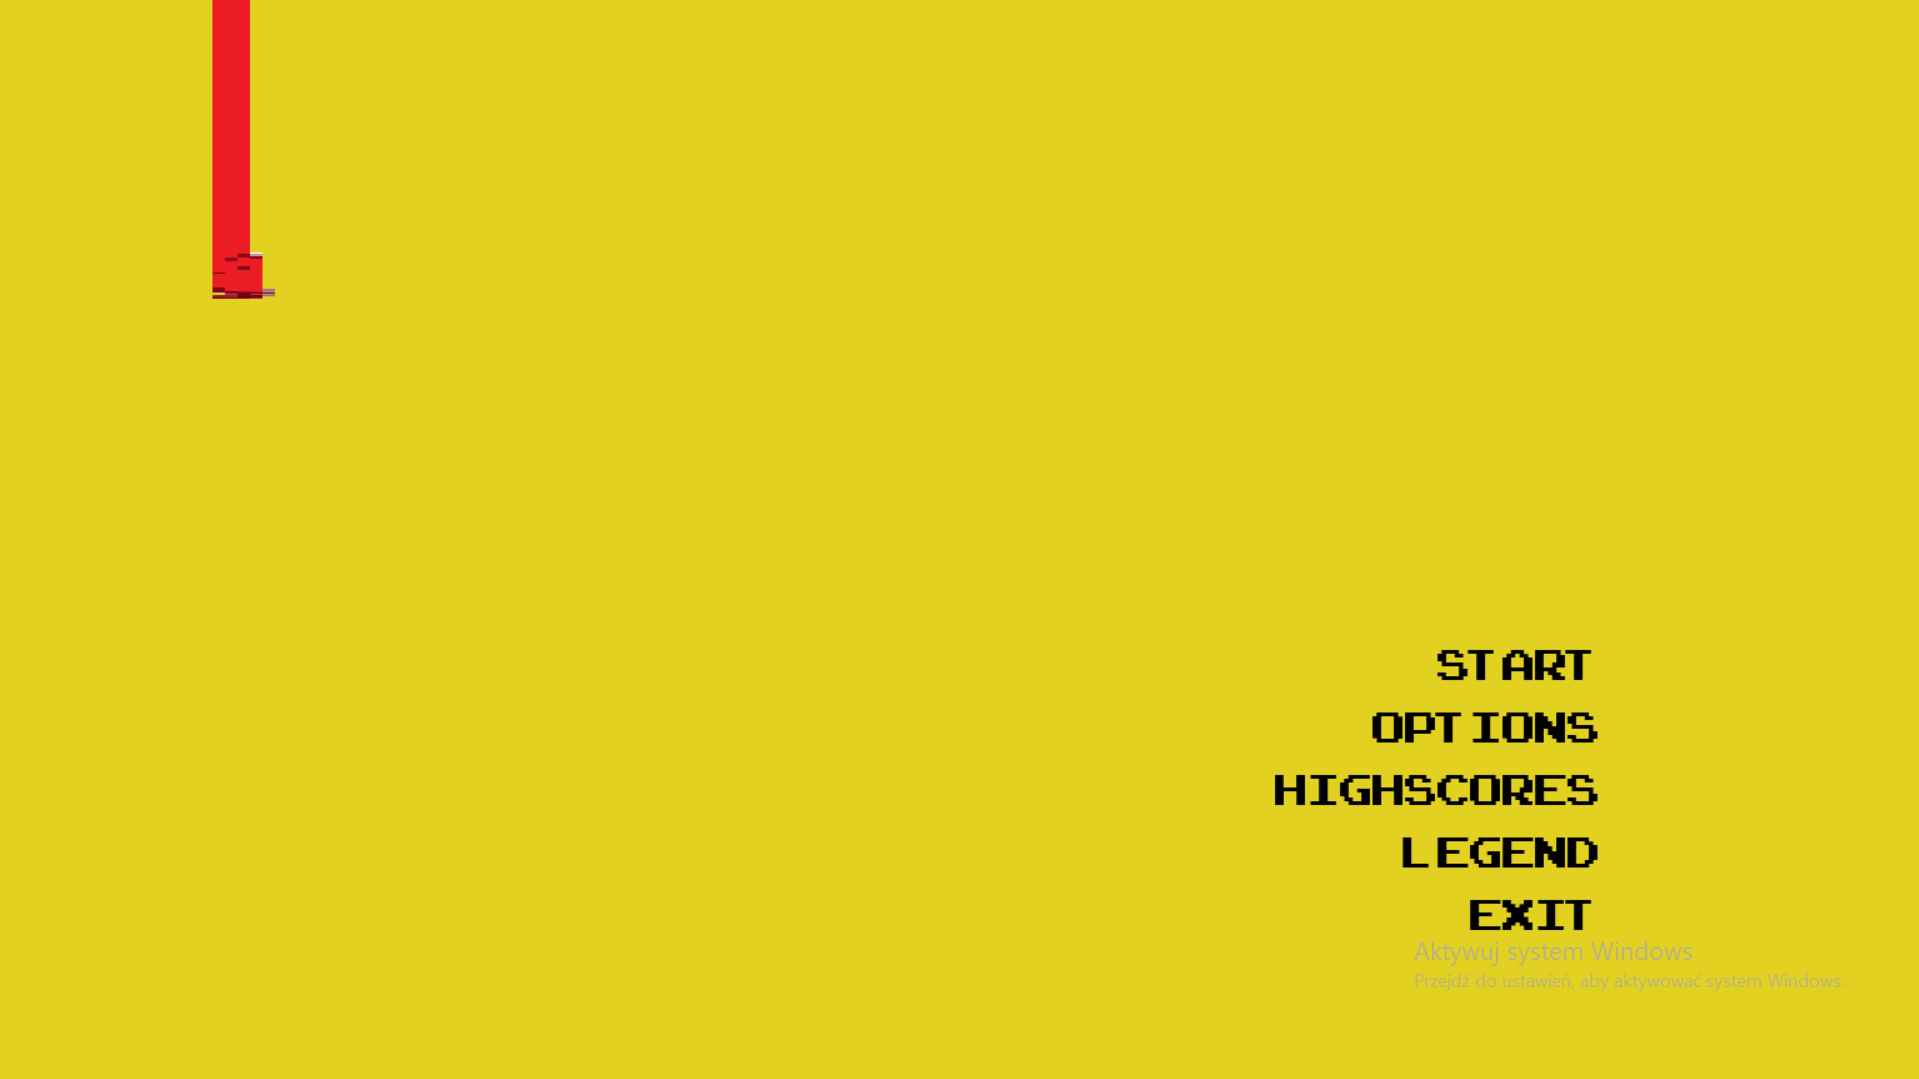 START
OPTIONS
HIGHSCORES
LEGEND
EXIT
Aktywuj system Windows
Przejdź do ustawień, aby aktywować system Windows.